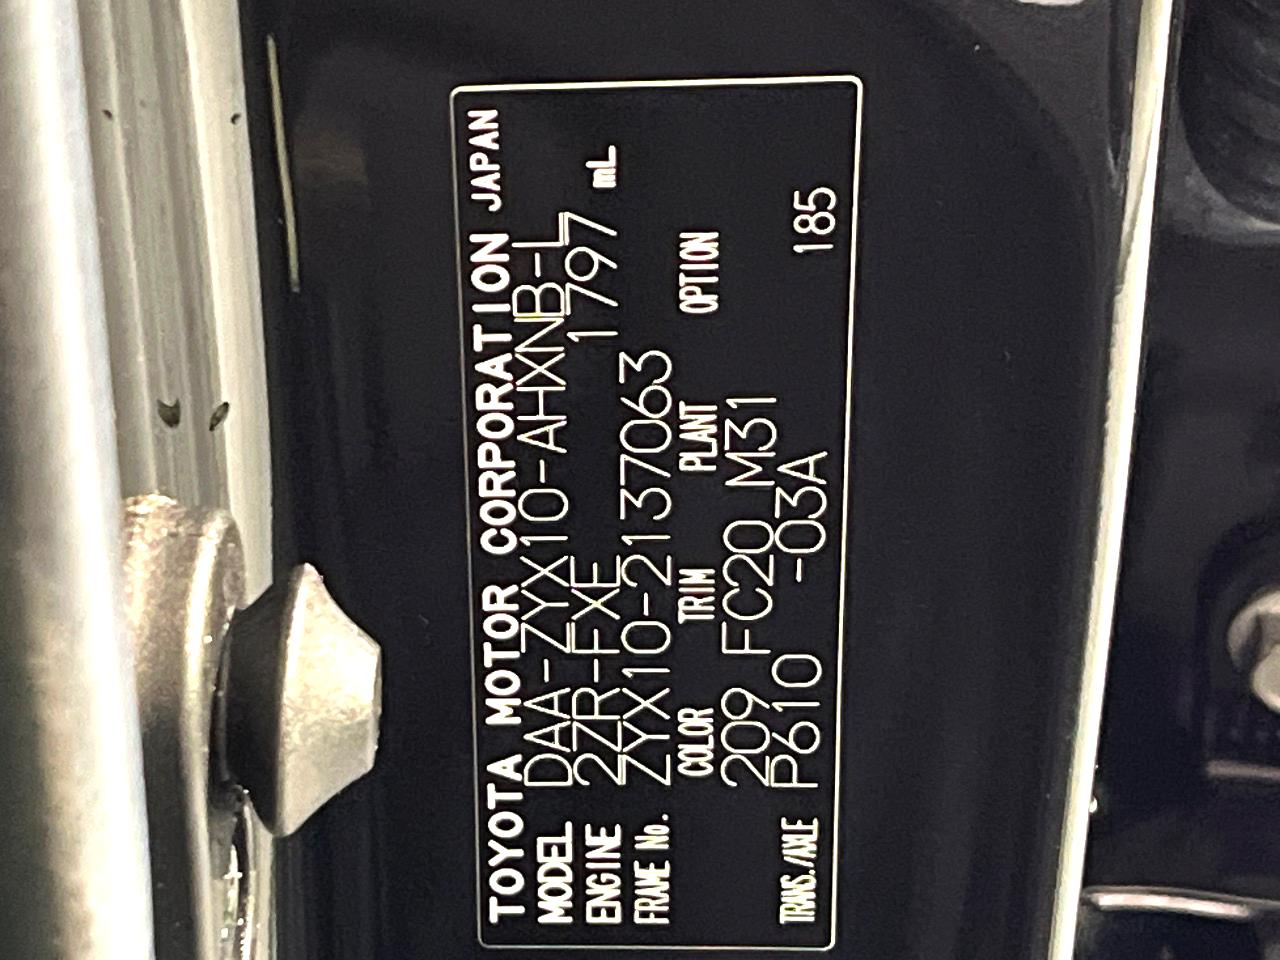 TOYOTA MOTOR CORPORATION JAPAN
MODEL DAA-ZYX10-AHXNB-L
ENGINE 2ZR-FXE 1797 mL
FRAME No. ZYX10-2137063
COLOR TRIM PLANT OPTION
209 FC20 M31
TRANS./AXLE P610 -03A 185